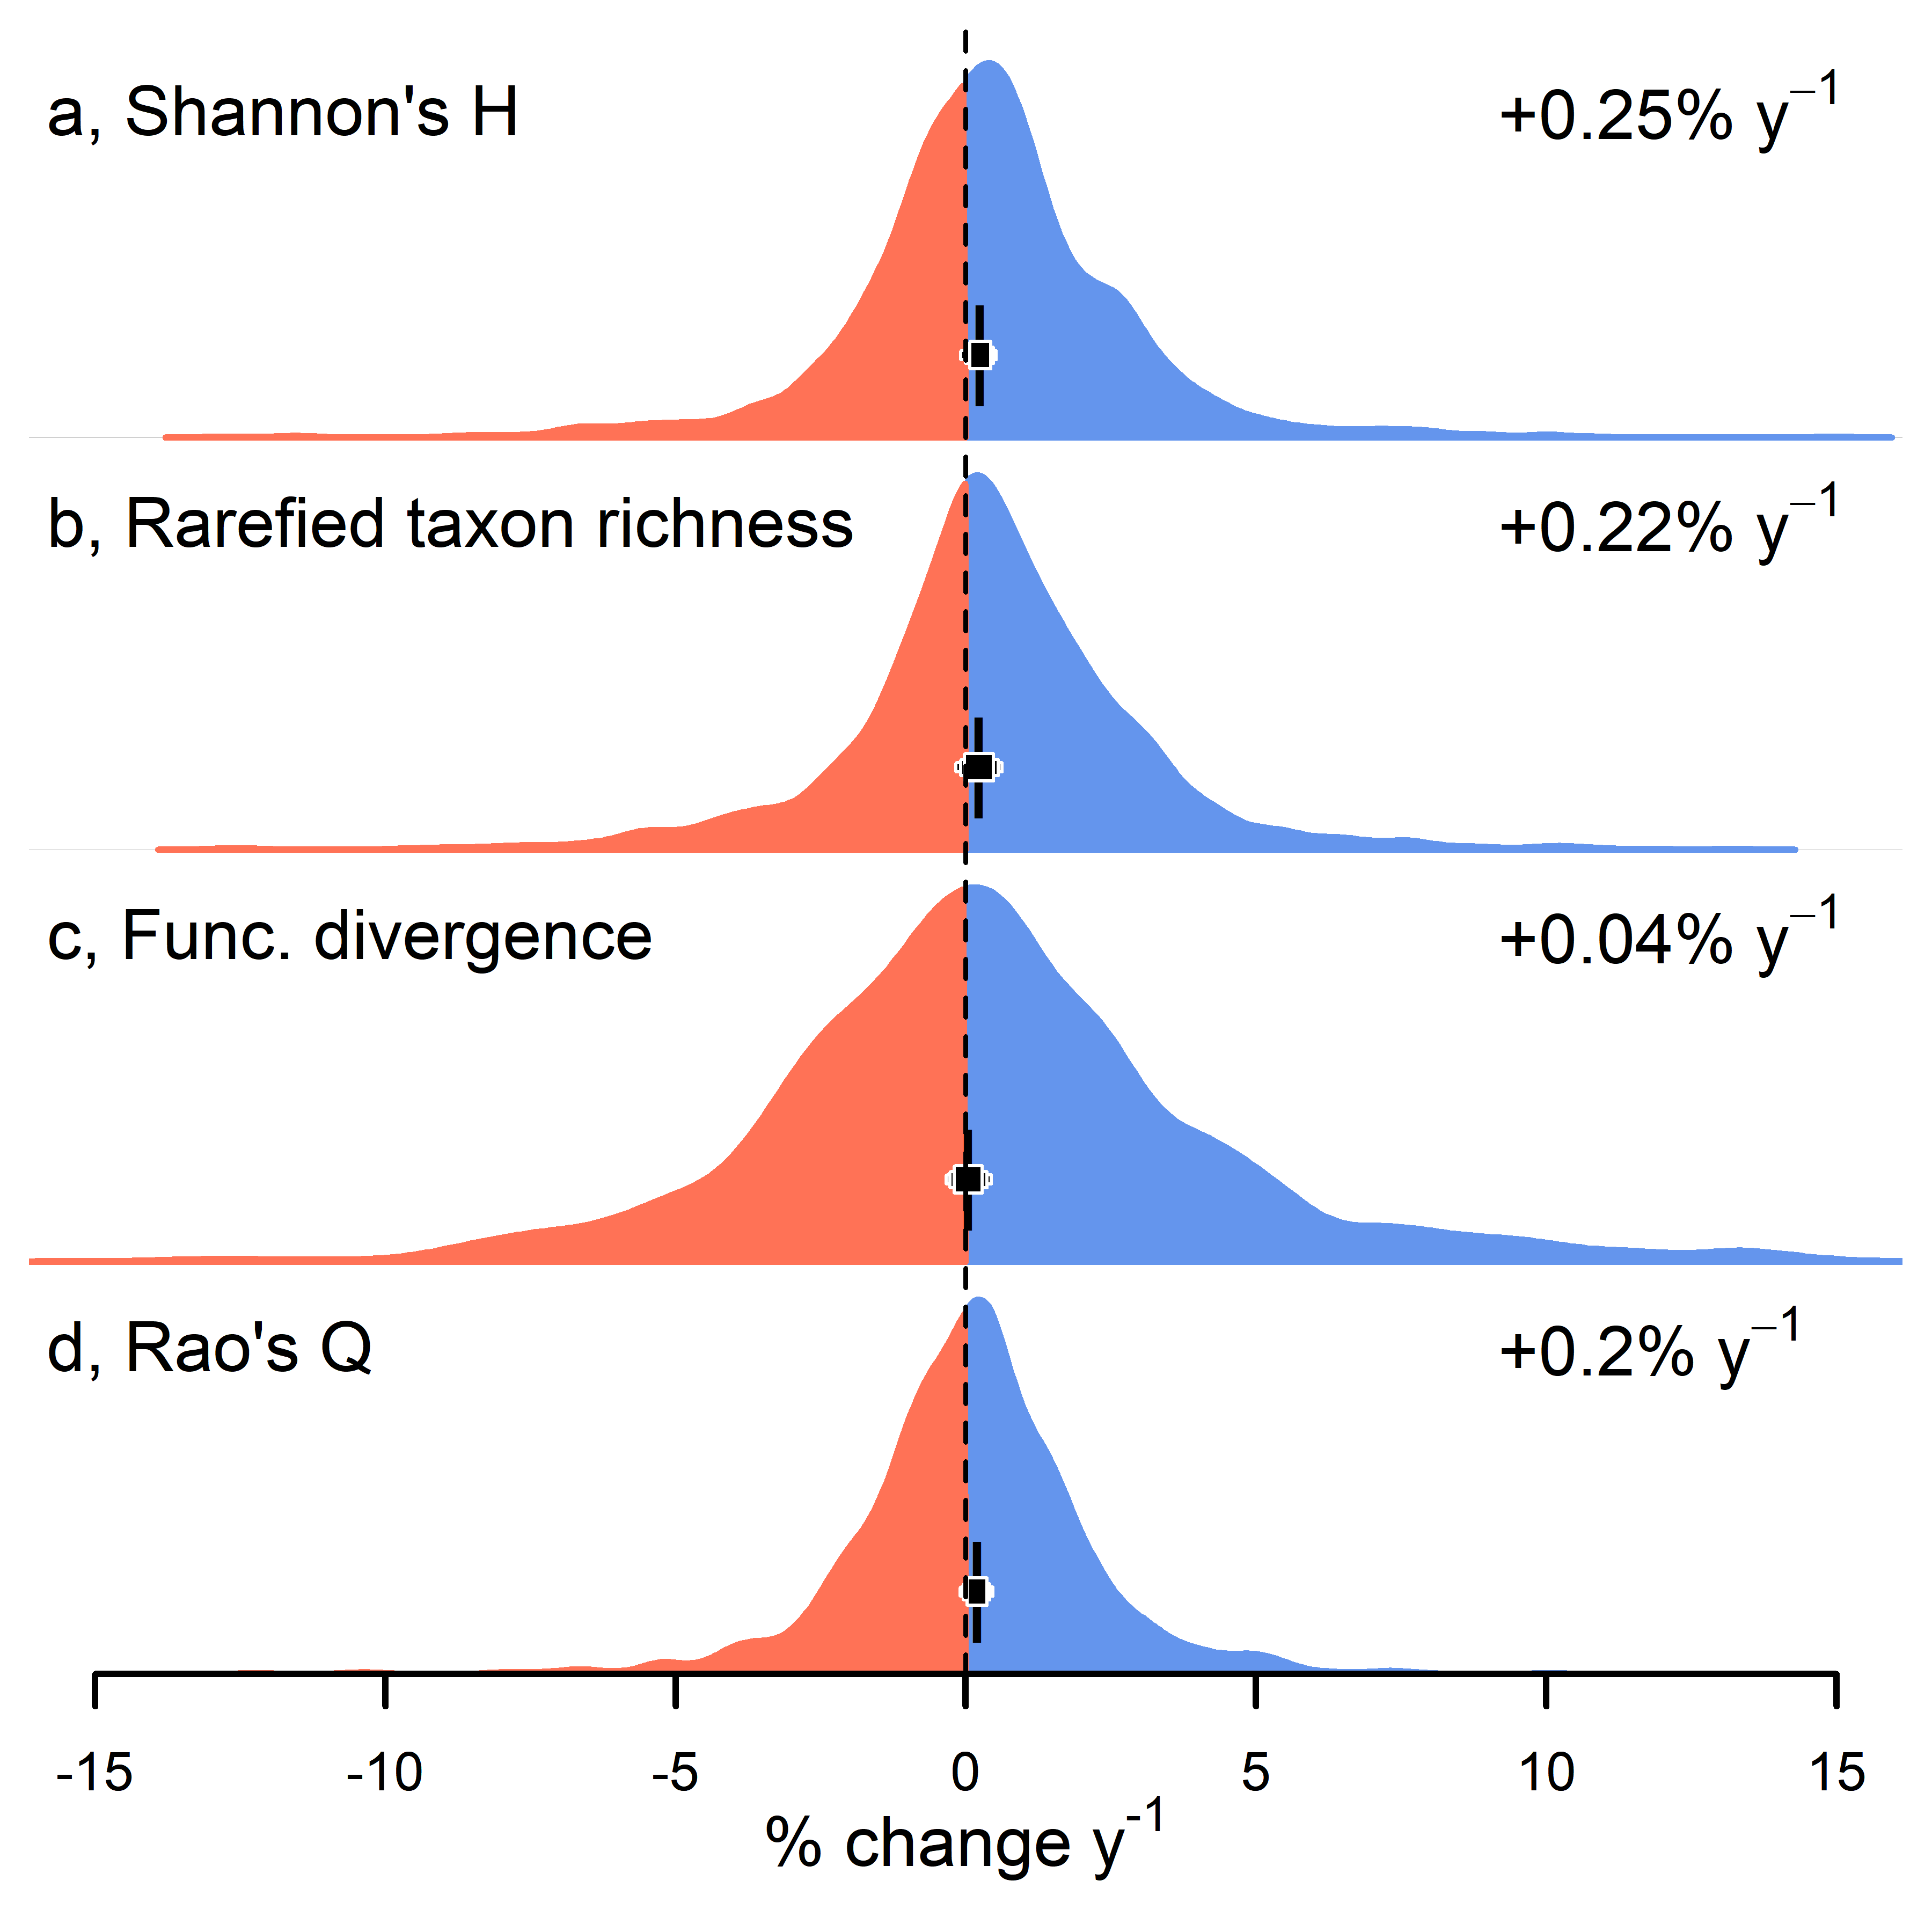 a, Shannon's H
+0.25% y⁻¹
b, Rarefied taxon richness
+0.22% y⁻¹
c, Func. divergence
+0.04% y⁻¹
d, Rao's Q
+0.2% y⁻¹
-15 -10 -5 0 5 10 15
% change y⁻¹